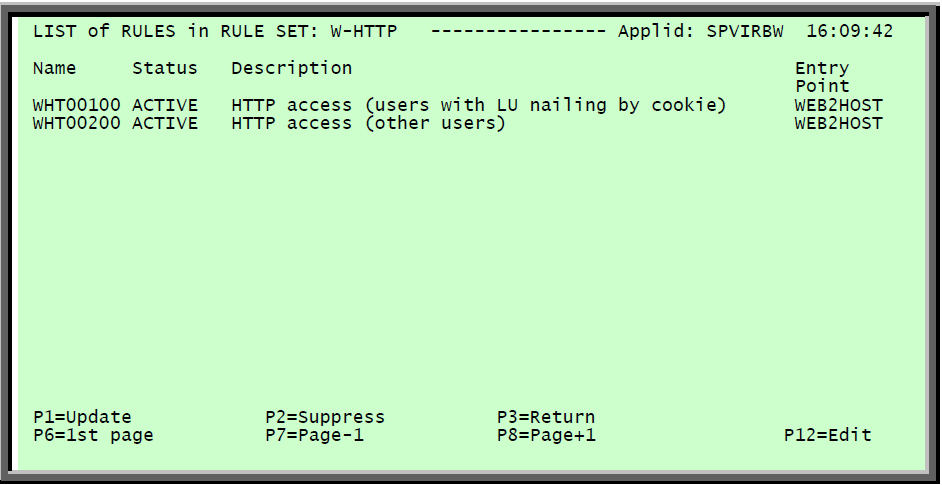 LIST of RULES in RULE SET: W-HTTP ---------------- Applid: SPVIRBW 16:09:42
Name Status Description Entry
Point
WHT00100 ACTIVE HTTP access (users with LU nailing by cookie) WEB2HOST
WHT00200 ACTIVE HTTP access (other users) WEB2HOST
P1=Update P2=Suppress P3=Return
P6=1st page P7=Page-1 P8=Page+1 P12=Edit